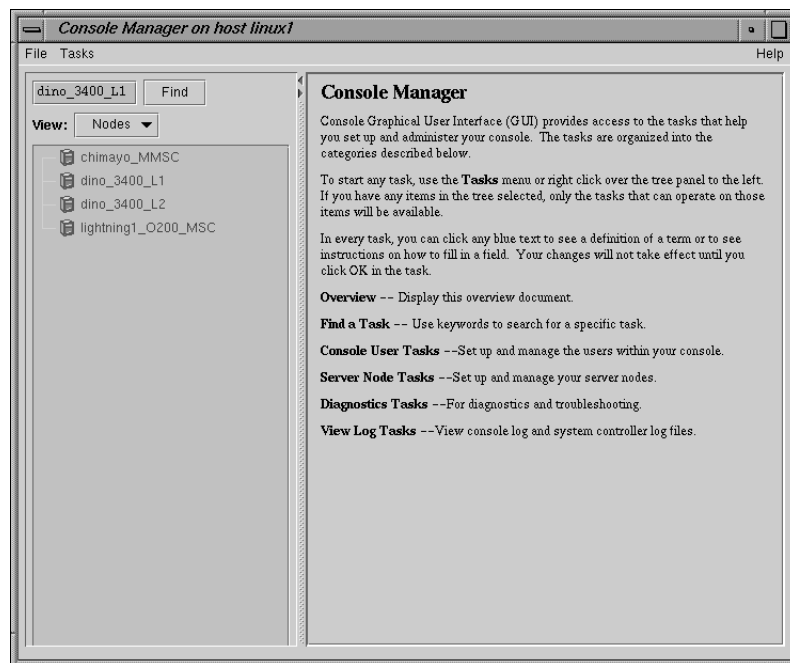 Console Manager on host linux1
File Tasks Help
dino_3400_L1 Find
View: Nodes
chimayo_MMSC
dino_3400_L1
dino_3400_L2
lightning1_O200_MSC
Console Manager
Console Graphical User Interface (GUI) provides access to the tasks that help
you set up and administer your console. The tasks are organized into the
categories described below.
To start any task, use the Tasks menu or right click over the tree panel to the left.
If you have any items in the tree selected, only the tasks that can operate on those
items will be available.
In every task, you can click any blue text to see a definition of a term or to see
instructions on how to fill in a field. Your changes will not take effect until you
click OK in the task.
Overview -- Display this overview document.
Find a Task -- Use keywords to search for a specific task.
Console User Tasks --Set up and manage the users within your console.
Server Node Tasks --Set up and manage your server nodes.
Diagnostics Tasks --For diagnostics and troubleshooting.
View Log Tasks --View console log and system controller log files.